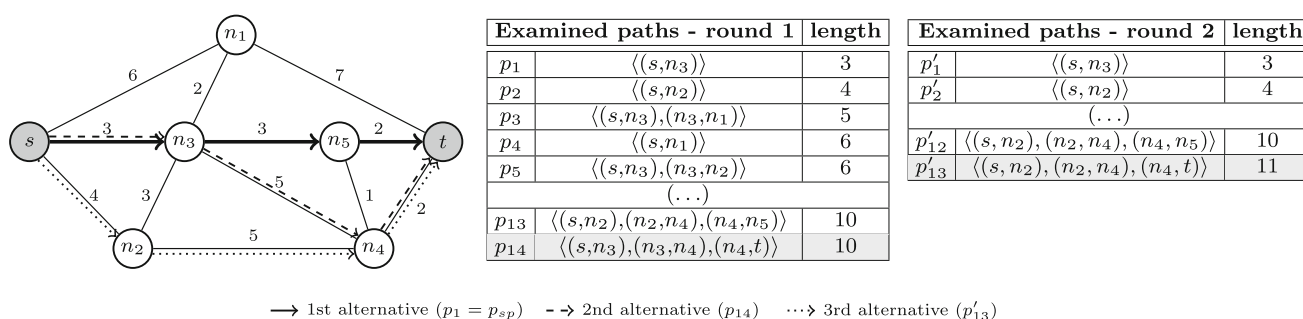 n1
6
7
2
s
3
n3
3
n5
2
t
4
3
5
1
2
n2
5
n4
Examined paths - round 1 length
p1 ⟨(s,n3)⟩ 3
p2 ⟨(s,n2)⟩ 4
p3 ⟨(s,n3),(n3,n1)⟩ 5
p4 ⟨(s,n1)⟩ 6
p5 ⟨(s,n3),(n3,n2)⟩ 6
(...)
p13 ⟨(s,n2),(n2,n4),(n4,n5)⟩ 10
p14 ⟨(s,n3),(n3,n4),(n4,t)⟩ 10
Examined paths - round 2 length
p′1 ⟨(s, n3)⟩ 3
p′2 ⟨(s, n2)⟩ 4
(...)
p′12 ⟨(s, n2), (n2, n4), (n4, n5)⟩ 10
p′13 ⟨(s, n2), (n2, n4), (n4, t)⟩ 11
1st alternative (p1 = psp) 2nd alternative (p14) 3rd alternative (p′13)